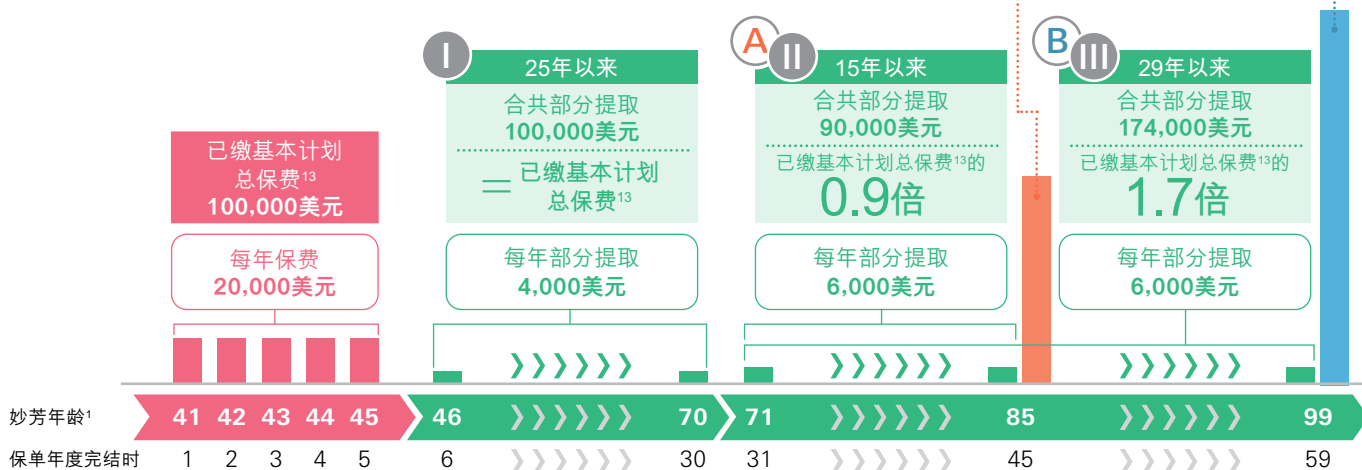 已缴基本计划
总保费13
100,000美元
每年保费
20,000美元
I
25年以来
合共部分提取
100,000美元
= 已缴基本计划
总保费13
每年部分提取
4,000美元
A
II
15年以来
合共部分提取
90,000美元
已缴基本计划总保费13的
0.9倍
每年部分提取
6,000美元
B
III
29年以来
合共部分提取
174,000美元
已缴基本计划总保费13的
1.7倍
每年部分提取
6,000美元
妙芳年龄1 41 42 43 44 45 46 70 71 85 99
保单年度完结时 1 2 3 4 5 6 30 31 45 59